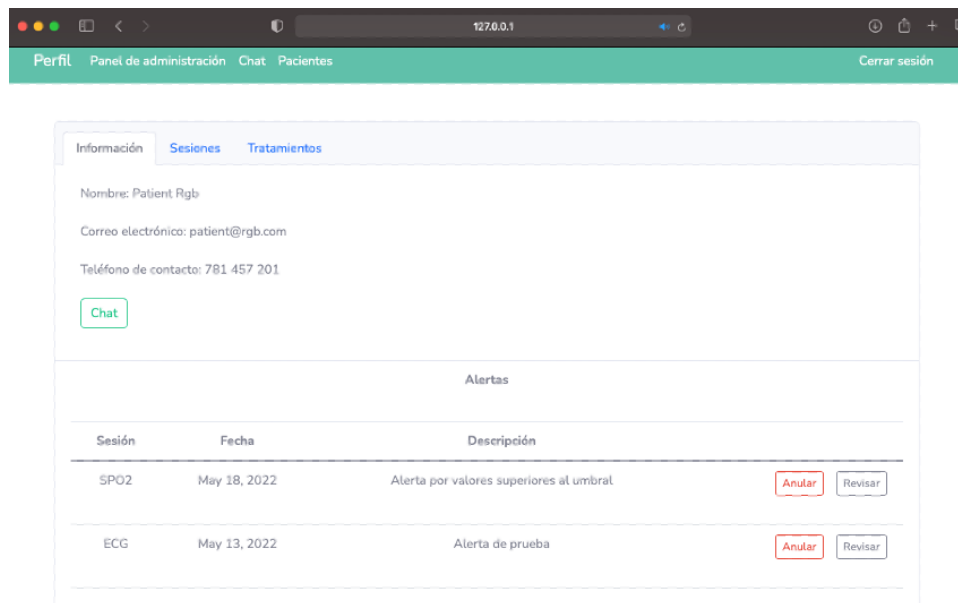 127.0.0.1
Perfil Panel de administración Chat Pacientes Cerrar sesión
Información Sesiones Tratamientos
Nombre: Patient Rgb
Correo electrónico: patient@rgb.com
Teléfono de contacto: 781 457 201
Chat
Alertas
Sesión Fecha Descripción
SPO2 May 18, 2022 Alerta por valores superiores al umbral Anular Revisar
ECG May 13, 2022 Alerta de prueba Anular Revisar